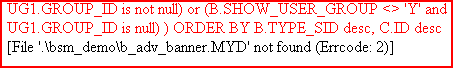 UG1.GROUP_ID is not null) or (B.SHOW_USER_GROUP <> 'Y' and
UG1.GROUP_ID is null) ) ORDER BY B.TYPE_SID desc, C.ID desc
[File '.\bsm_demo\b_adv_banner.MYD' not found (Errcode: 2)]